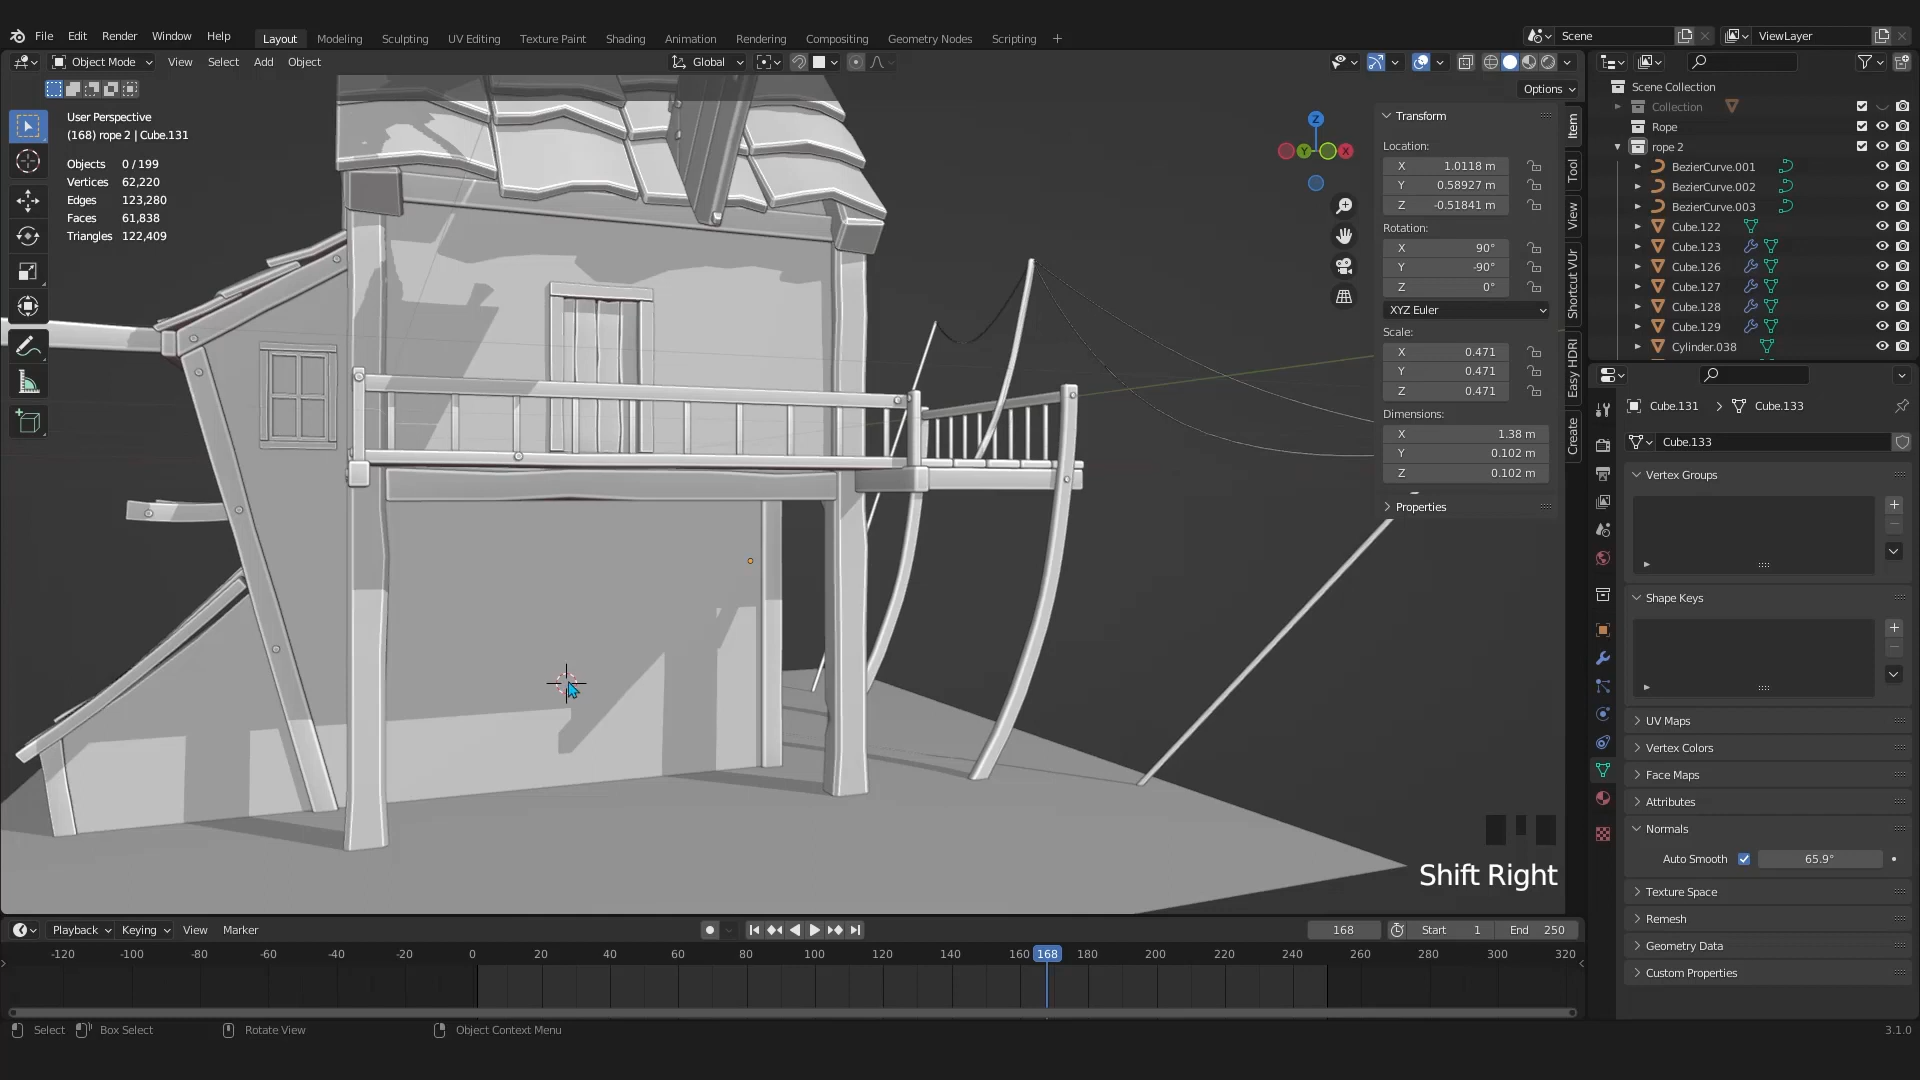 File Edit Render Window Help
Layout Modeling Sculpting UV Editing Texture Paint Shading Animation Rendering Compositing Geometry Nodes Scripting +
Scene
ViewLayer
Object Mode View Select Add Object
Global
Options
User Perspective
(168) rope 2 | Cube.131
Objects 0 / 199
Vertices 62,220
Edges 123,280
Faces 61,838
Triangles 122,409
Z
Y
X
Transform
Location:
X 1.0118 m
Y 0.58927 m
Z -0.51841 m
Rotation:
X 90°
Y -90°
Z 0°
XYZ Euler
Scale:
X 0.471
Y 0.471
Z 0.471
Dimensions:
X 1.38 m
Y 0.102 m
Z 0.102 m
Properties
Item
Tool
View
Shortcut VUr
Easy HDRI
Create
Scene Collection
Collection
Rope
rope 2
BezierCurve.001
BezierCurve.002
BezierCurve.003
Cube.122
Cube.123
Cube.126
Cube.127
Cube.128
Cube.129
Cylinder.038
Cube.131 > Cube.133
Cube.133
Vertex Groups
Shape Keys
UV Maps
Vertex Colors
Face Maps
Attributes
Normals
Auto Smooth 65.9°
Texture Space
Remesh
Geometry Data
Custom Properties
Shift Right
Playback Keying View Marker
168
Start 1
End 250
-120 -100 -80 -60 -40 -20 0 20 40 60 80 100 120 140 160 168 180 200 220 240 260 280 300 320
Select
Box Select
Rotate View
Object Context Menu
3.1.0